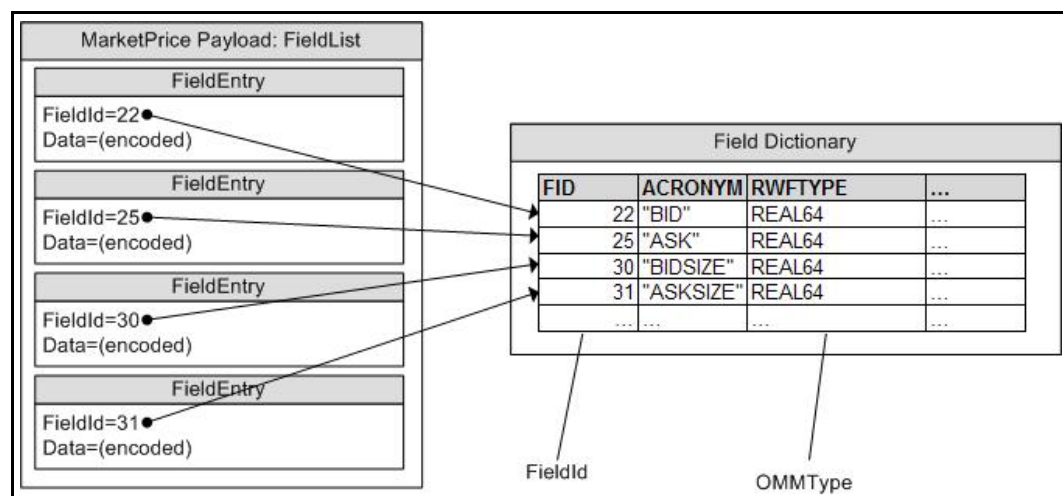 MarketPrice Payload: FieldList
FieldEntry
FieldId=22
Data=(encoded)
FieldEntry
FieldId=25
Data=(encoded)
FieldEntry
FieldId=30
Data=(encoded)
FieldEntry
FieldId=31
Data=(encoded)
Field Dictionary
FID ACRONYM RWFTYPE ...
22 "BID" REAL64 ...
25 "ASK" REAL64 ...
30 "BIDSIZE" REAL64 ...
31 "ASKSIZE" REAL64 ...
... ... ... ...
FieldId
OMMType